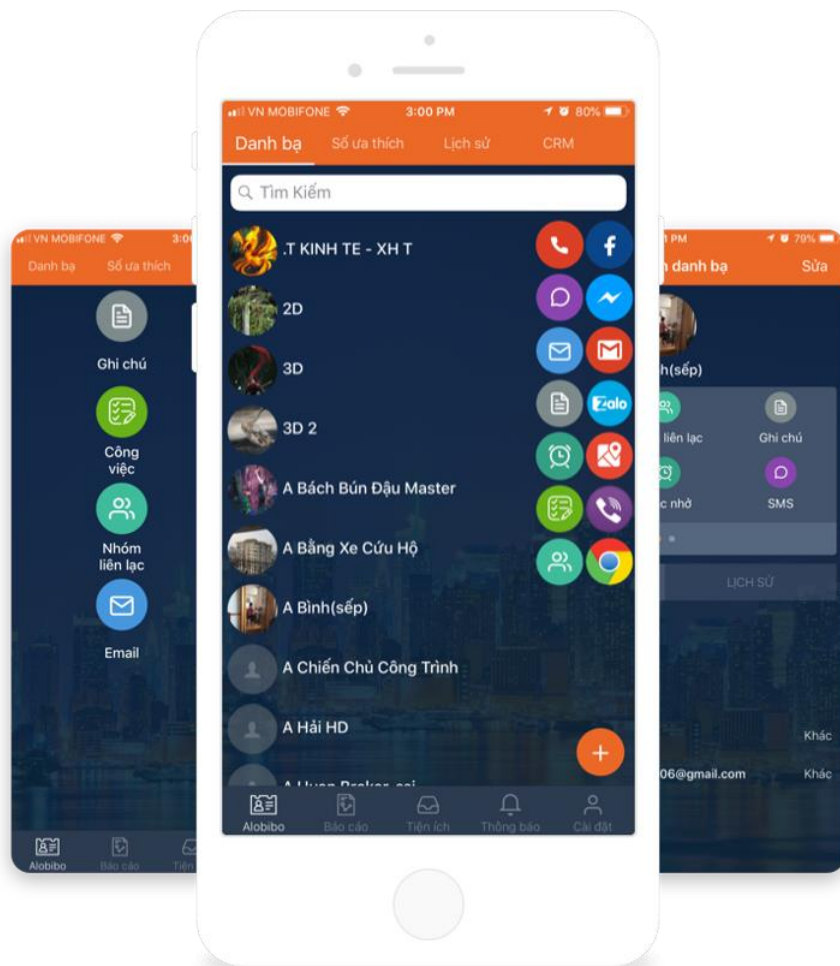 VN MOBIFONE
3:00 PM
80%
Danh bạ
Số ưa thích
Lịch sử
CRM
Tìm Kiếm
.T KINH TE - XH T
2D
3D
3D 2
A Bách Bún Đậu Master
A Bằng Xe Cứu Hộ
A Bình(sếp)
A Chiến Chủ Công Trình
A Hải HD
f
Zalo
+
Alobibo
Báo cáo
Tiện ích
Thông báo
Cài đặt
VN MOBIFONE
Danh bạ
Số ưa thích
Ghi chú
Công
việc
Nhóm
liên lạc
Email
Alobibo
Báo cáo
PM
79%
danh bạ
Sửa
(sếp)
liên lạc
Ghi chú
nhở
SMS
LỊCH SỬ
Khác
06@gmail.com
Khác